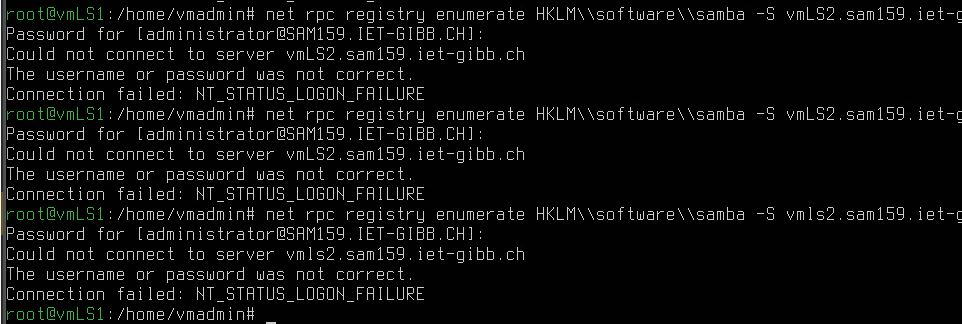 root@vmLS1:/home/vmadmin# net rpc registry enumerate HKLM\\software\\samba -S vmLS2.sam159.iet-g
Password for [administrator@SAM159.IET-GIBB.CH]:
Could not connect to server vmLS2.sam159.iet-gibb.ch
The username or password was not correct.
Connection failed: NT_STATUS_LOGON_FAILURE
root@vmLS1:/home/vmadmin# net rpc registry enumerate HKLM\\software\\samba -S vmLS2.sam159.iet-g
Password for [administrator@SAM159.IET-GIBB.CH]:
Could not connect to server vmLS2.sam159.iet-gibb.ch
The username or password was not correct.
Connection failed: NT_STATUS_LOGON_FAILURE
root@vmLS1:/home/vmadmin# net rpc registry enumerate HKLM\\software\\samba -S vmls2.sam159.iet-g
Password for [administrator@SAM159.IET-GIBB.CH]:
Could not connect to server vmls2.sam159.iet-gibb.ch
The username or password was not correct.
Connection failed: NT_STATUS_LOGON_FAILURE
root@vmLS1:/home/vmadmin#